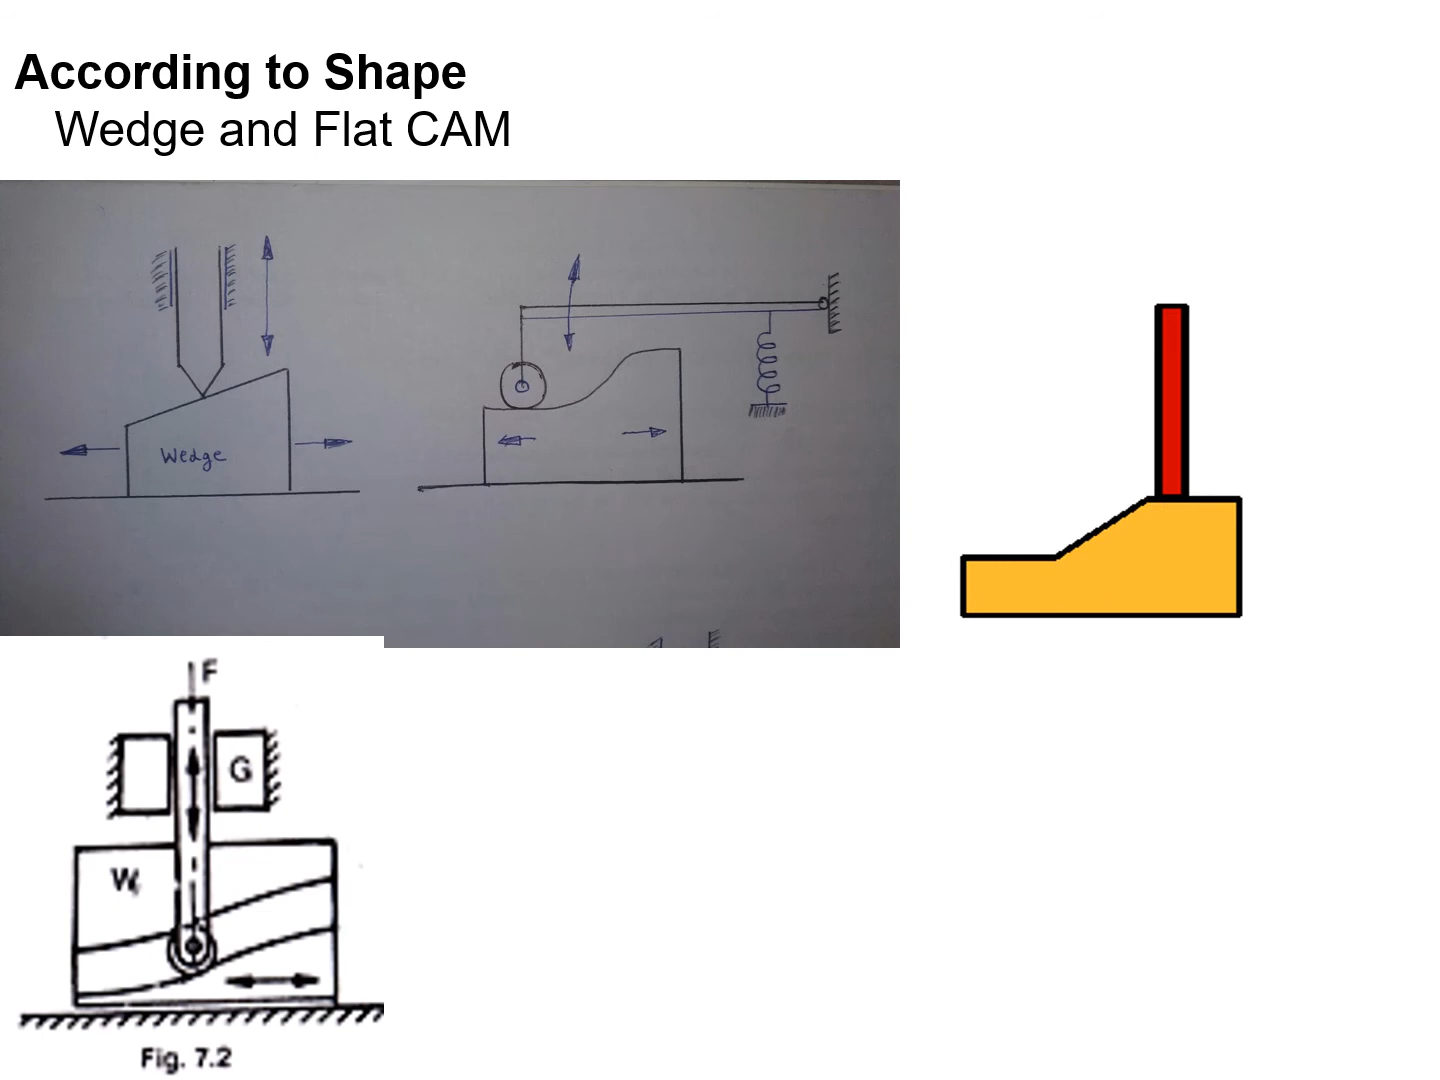 According to Shape
Wedge and Flat CAM
Wedge
F
G
W
Fig. 7.2